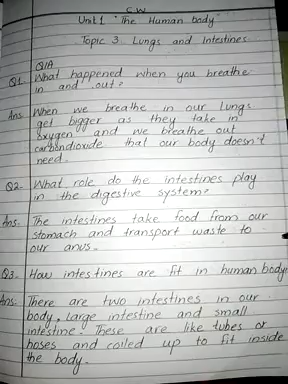 C W
Unit 1 "The Human body"
Topic 3 Lungs and Intestines
Q/A
Q1. What happened when you breathe
in and out?
Ans. When we breathe in our lungs
get bigger as they take in
oxygen and we breathe out
carbondioxide that our body doesn't
need.
Q2- What role do the intestines play
in the digestive system?
Ans- The intestines take food from our
stomach and transport waste to
our anus.
Q3- How intestines are fit in human body
Ans- There are two intestines in our
body, large intestine and small
intestine. These are like tubes or
hoses and coiled up to fit inside
the body.